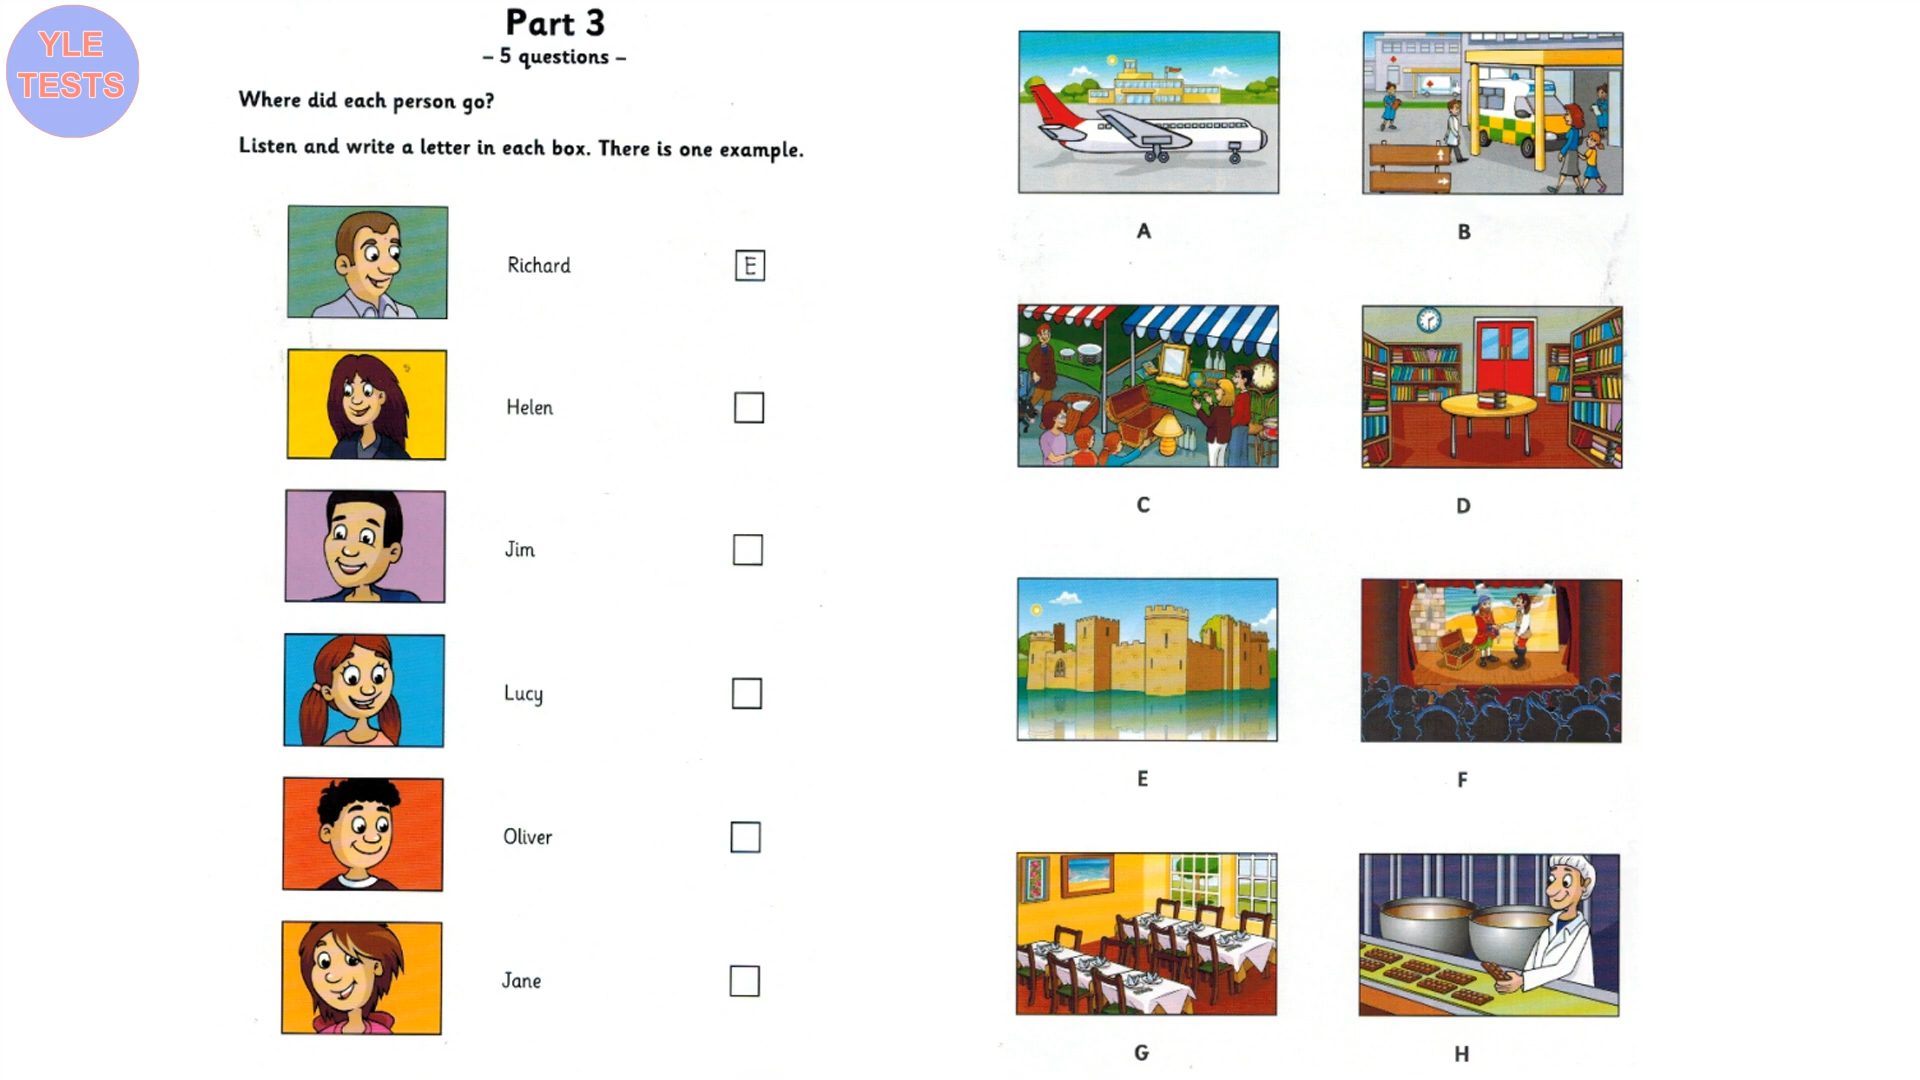 YLE
TESTS
Part 3
– 5 questions –
Where did each person go?
Listen and write a letter in each box. There is one example.
Richard
E
Helen
Jim
Lucy
Oliver
Jane
A
B
C
D
E
F
G
H